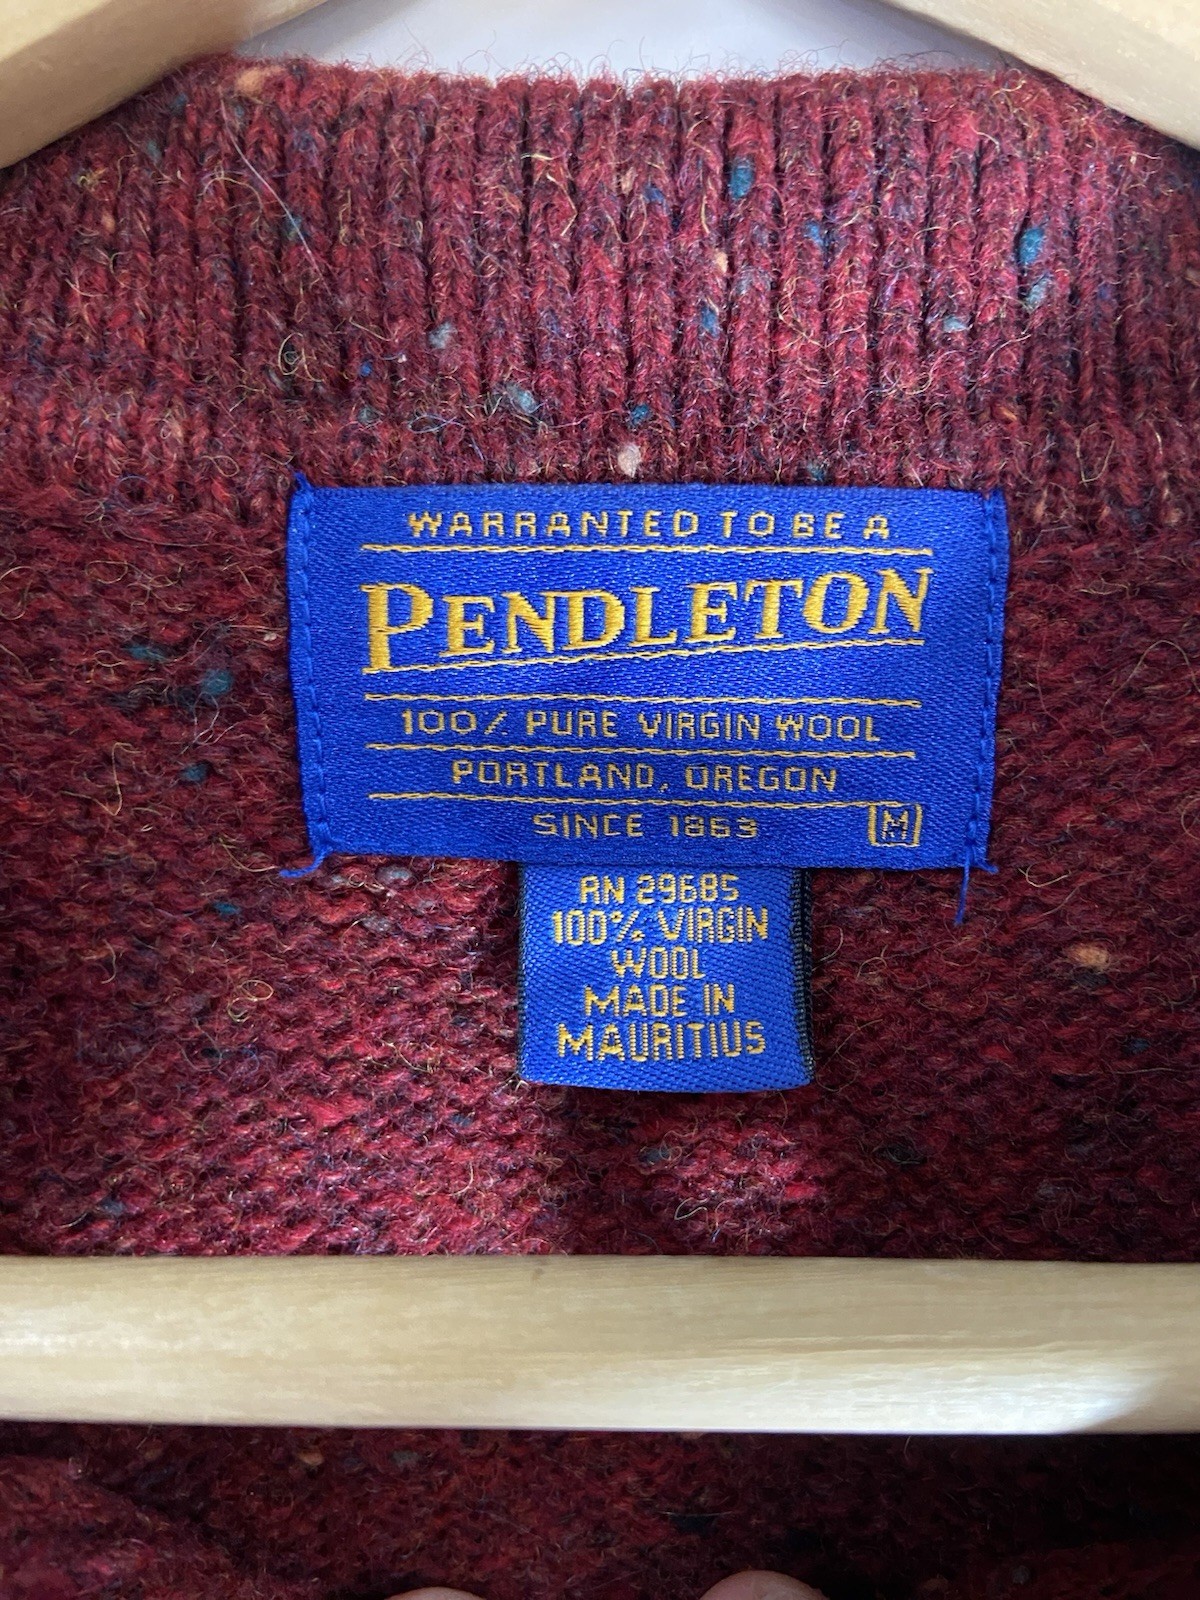 WARRANTED TO BE A
PENDLETON
100% PURE VIRGIN WOOL
PORTLAND, OREGON
SINCE 1863
M
RN 29685
100% VIRGIN
WOOL
MADE IN
MAURITIUS